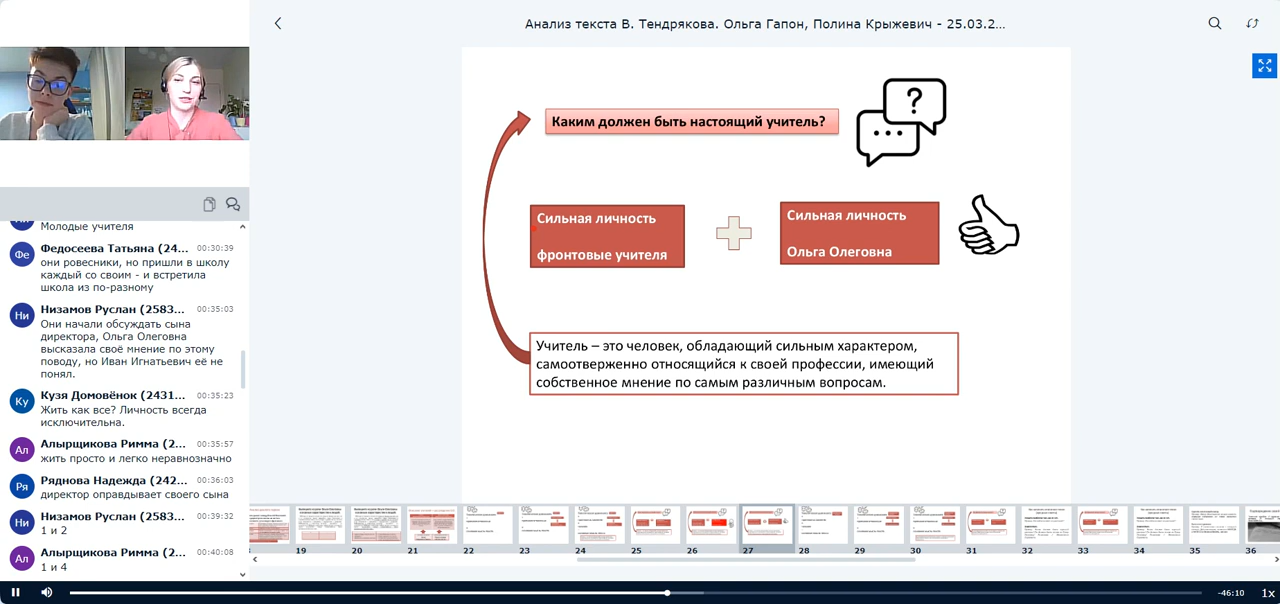 Анализ текста В. Тендрякова. Ольга Гапон, Полина Крыжевич - 25.03.2...
Каким должен быть настоящий учитель?
?
Сильная личность
фронтовые учителя
Сильная личность
Ольга Олеговна
Учитель – это человек, обладающий сильным характером,
самоотверженно относящийся к своей профессии, имеющий
собственное мнение по самым различным вопросам.
Молодые учителя
Фе
Федосеева Татьяна (24... 00:30:39
они ровесники, но пришли в школу
каждый со своим - и встретила
школа из по-разному
Ни
Низамов Руслан (2583... 00:35:03
Они начали обсуждать сына
директора, Ольга Олеговна
высказала своё мнение по этому
поводу, но Иван Игнатьевич её не
понял.
Ку
Кузя Домовёнок (2431... 00:35:23
Жить как все? Личность всегда
исключительна.
Ал
Алырщикова Римма (2... 00:35:57
жить просто и легко неравнозначно
Ря
Ряднова Надежда (242... 00:36:03
директор оправдывает своего сына
Ни
Низамов Руслан (2583... 00:39:32
1 и 2
Ал
Алырщикова Римма (2... 00:40:08
1 и 4
19 20 21 22 23 24 25 26 27 28 29 30 31 32 33 34 35 36
-46:10 1x